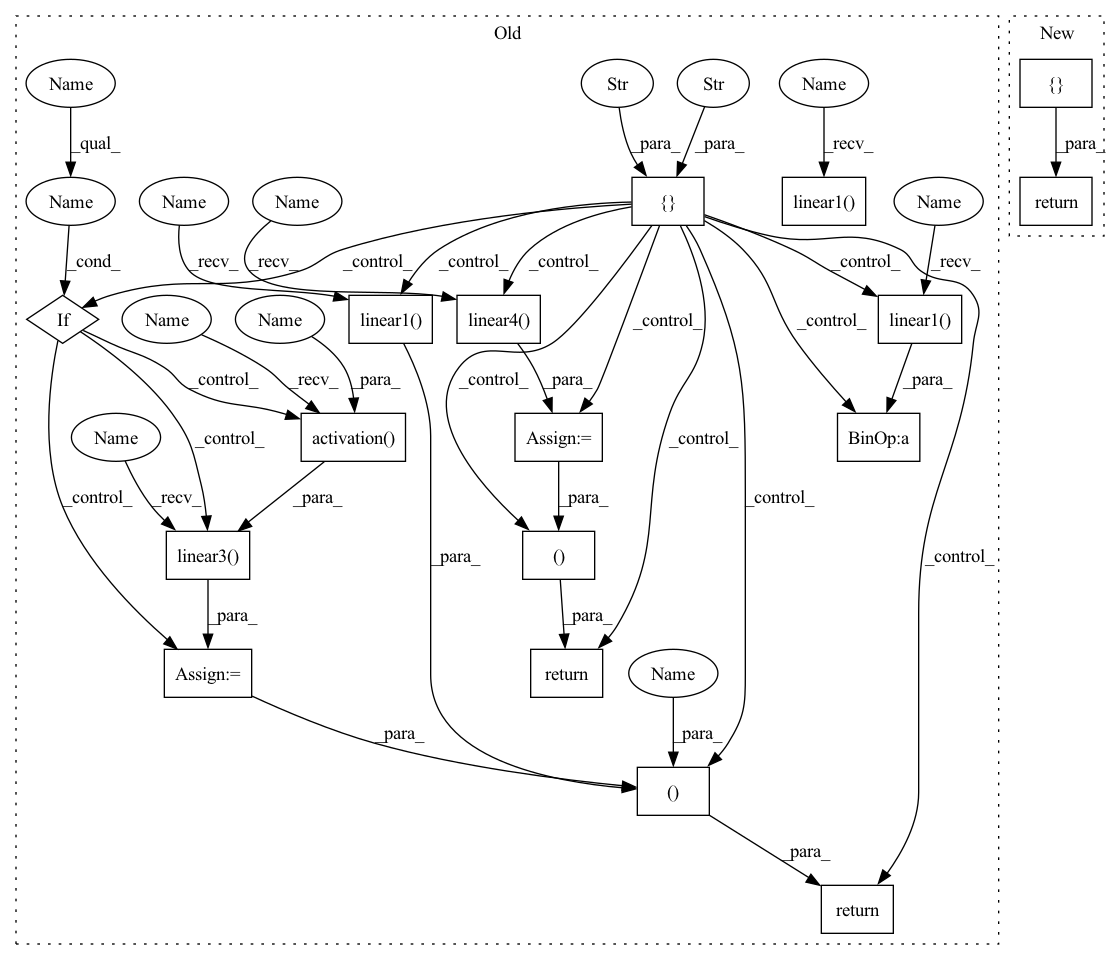 Old
New
Name
Str
Str
Name
{}
_qual_
_para_
_para_
_recv_
_para_
Name
Name
Name
{}
linear1()
Name
return
_cond_
_recv_
_recv_
_control_
_control_
_control_
_control_
_recv_
If
Name
Name
linear1()
linear4()
_control_
_control_
linear1()
_control_
_recv_
_para_
_control_
_para_
_para_
Name
_control_
activation()
Assign:=
_control_
BinOp:a
_control_
_recv_
_para_
_para_
_control_
linear3()
_para_
()
_control_
_para_
_para_
Assign:=
return
Name
_para_
_para_
()
_para_
return